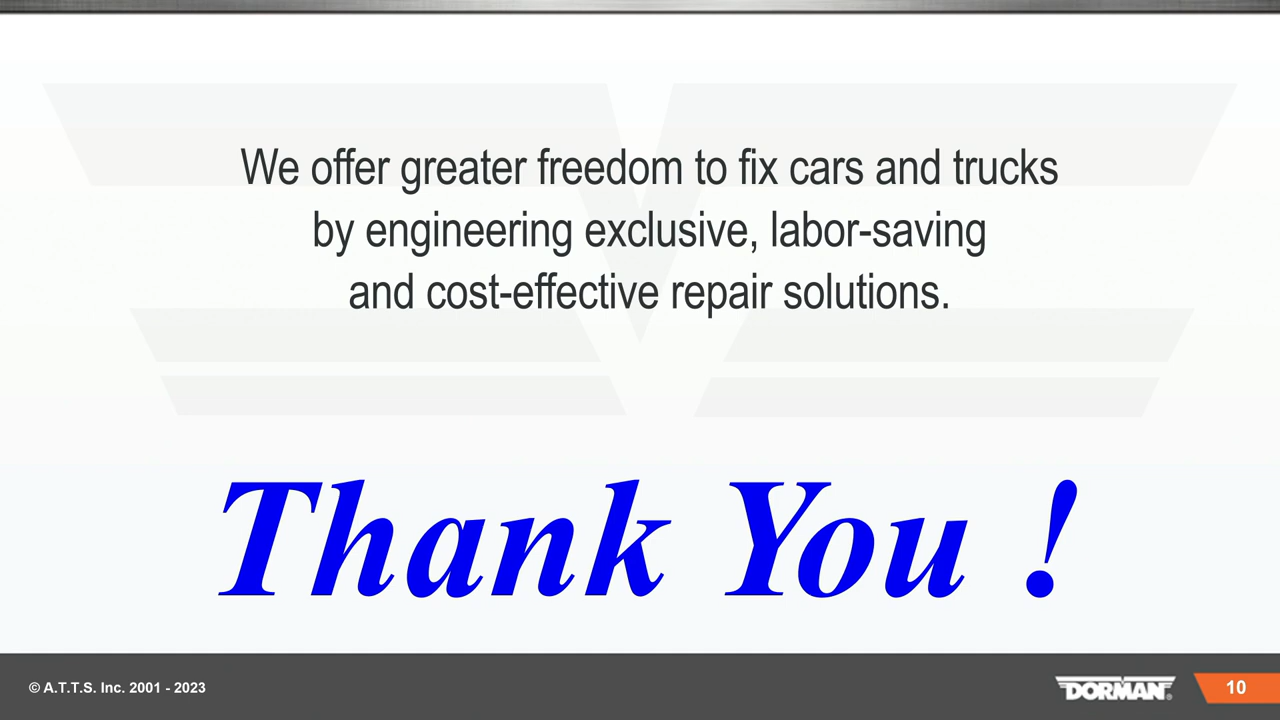 We offer greater freedom to fix cars and trucks
by engineering exclusive, labor-saving
and cost-effective repair solutions.
Thank You !
© A.T.T.S. Inc. 2001 - 2023
DORMAN®
10